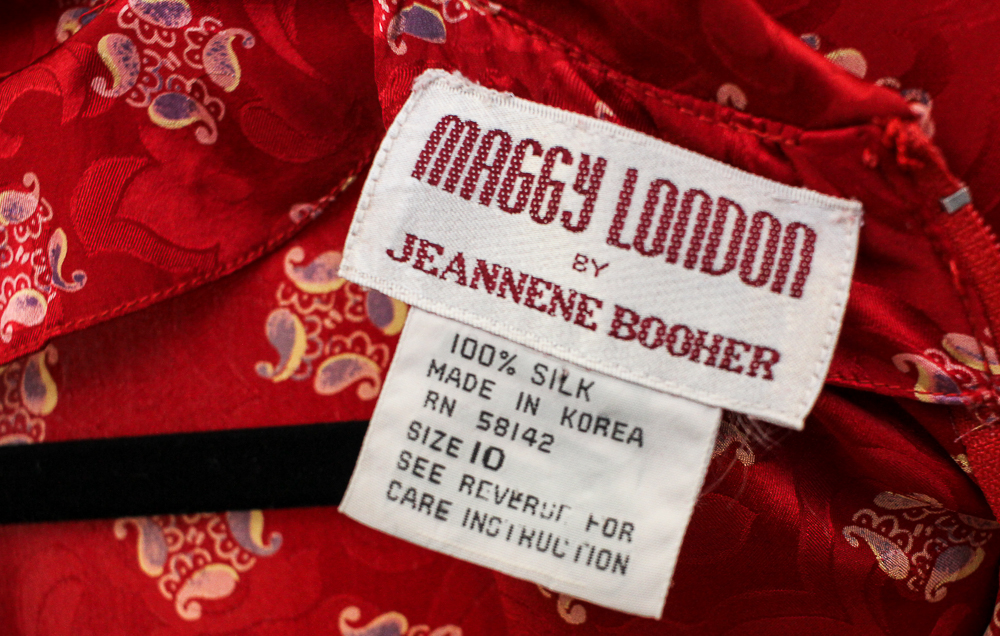 MAGGY LONDON
BY
JEANNENE BOOHER
100% SILK
MADE IN KOREA
RN 58142
SIZE 10
SEE REVERSE FOR
CARE INSTRUCTION